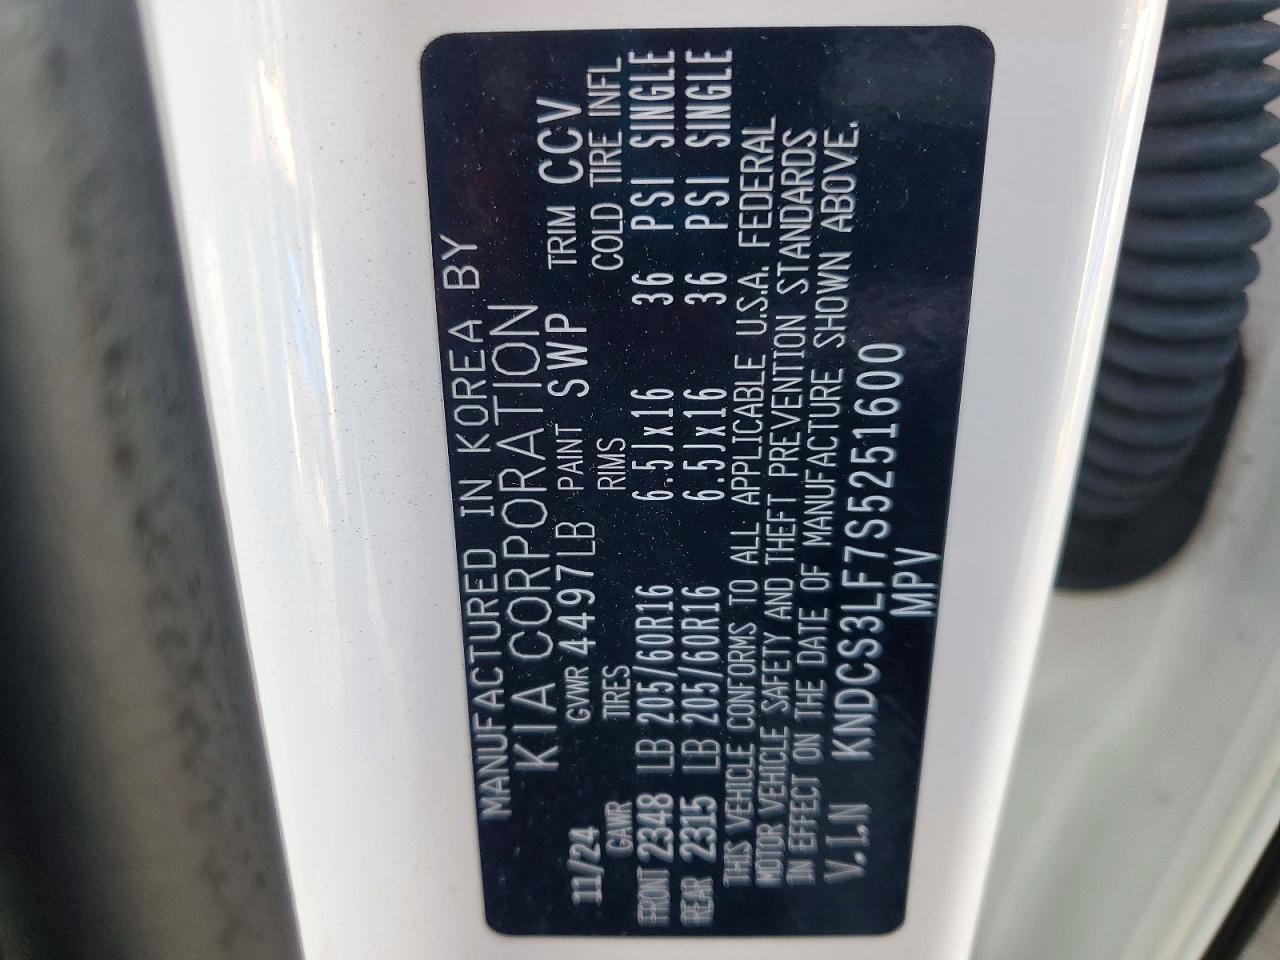 MANUFACTURED IN KOREA BY
KIA CORPORATION
11/24 GVWR 4497LB PAINT SWP TRIM CCV
GAWR TIRES RIMS COLD TIRE INFL
FRONT 2348 LB 205/60R16 6.5Jx16 36 PSI SINGLE
REAR 2315 LB 205/60R16 6.5Jx16 36 PSI SINGLE
THIS VEHICLE CONFORMS TO ALL APPLICABLE U.S.A. FEDERAL
MOTOR VEHICLE SAFETY AND THEFT PREVENTION STANDARDS
IN EFFECT ON THE DATE OF MANUFACTURE SHOWN ABOVE.
V.I.N KNDCS3LF7S5251600
MPV